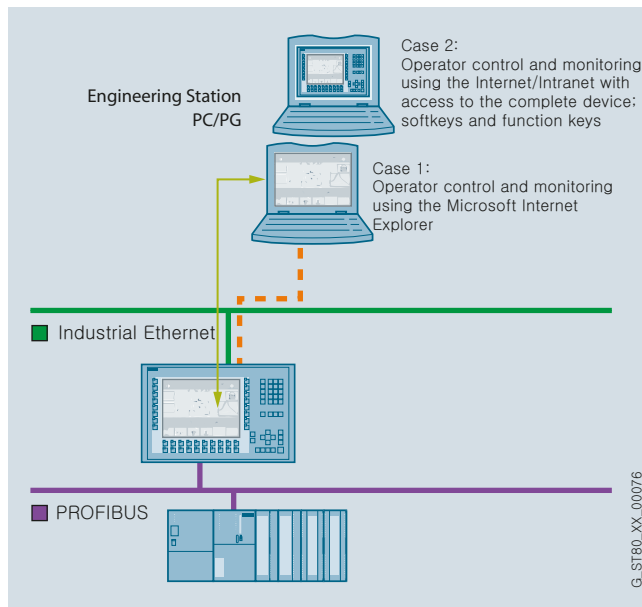 Case 2:
Operator control and monitoring
using the Internet/Intranet with
access to the complete device;
softkeys and function keys
Engineering Station
PC/PG
Case 1:
Operator control and monitoring
using the Microsoft Internet
Explorer
Industrial Ethernet
PROFIBUS
G_ST80_XX_00076